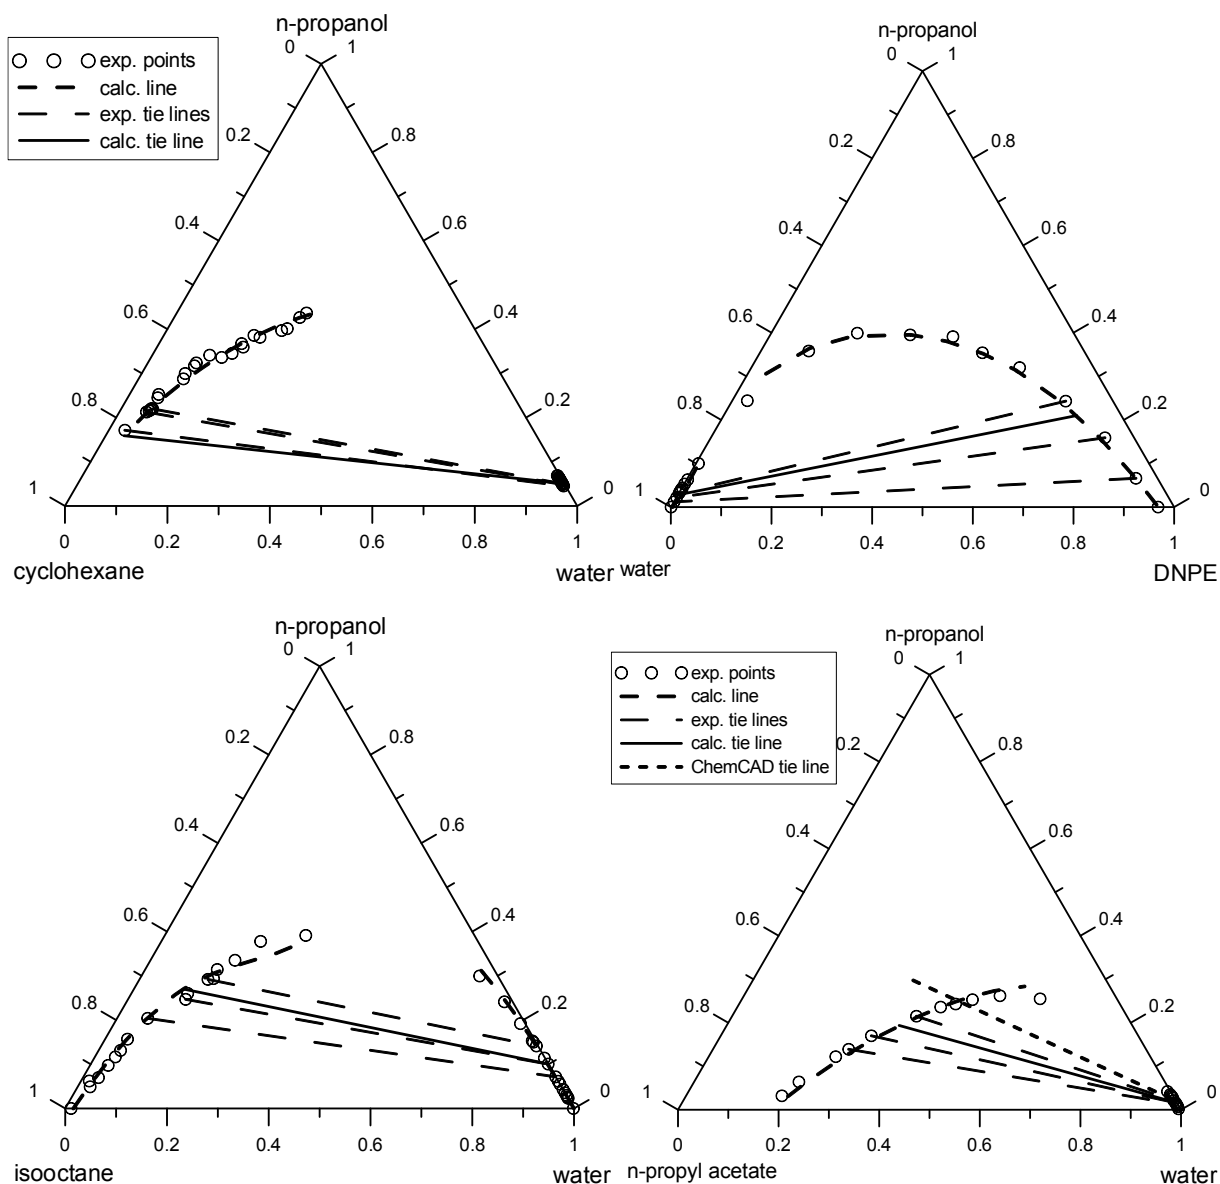 n-propanol
0 1
exp. points
calc. line
exp. tie lines
calc. tie line
0.2 0.8
0.4 0.6
0.6 0.4
0.8 0.2
1 0
0 0.2 0.4 0.6 0.8 1
cyclohexane water
n-propanol
0 1
0.2 0.8
0.4 0.6
0.6 0.4
0.8 0.2
1 0
0 0.2 0.4 0.6 0.8 1
water DNPE
n-propanol
0 1
0.2 0.8
0.4 0.6
0.6 0.4
0.8 0.2
1 0
0 0.2 0.4 0.6 0.8 1
isooctane water
n-propanol
0 1
exp. points
calc. line
exp. tie lines
calc. tie line
ChemCAD tie line
0.2 0.8
0.4 0.6
0.6 0.4
0.8 0.2
1 0
0 0.2 0.4 0.6 0.8 1
n-propyl acetate water